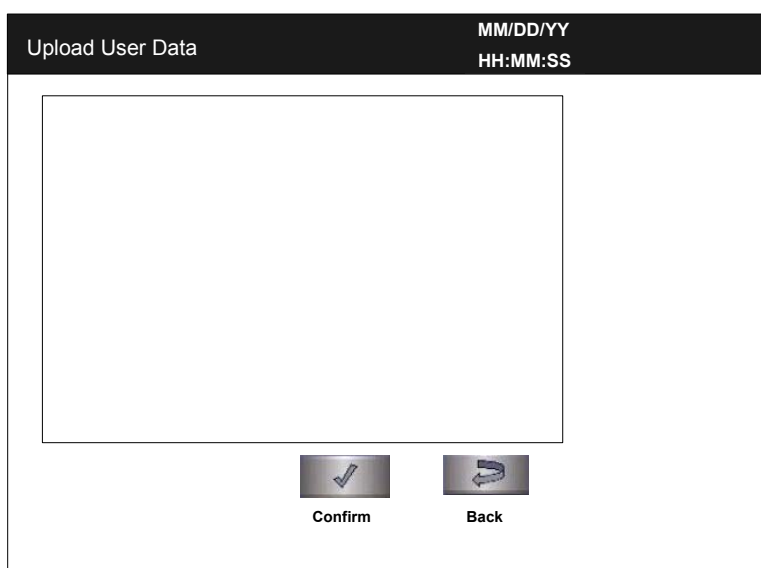 Upload User Data
MM/DD/YY
HH:MM:SS
Confirm
Back